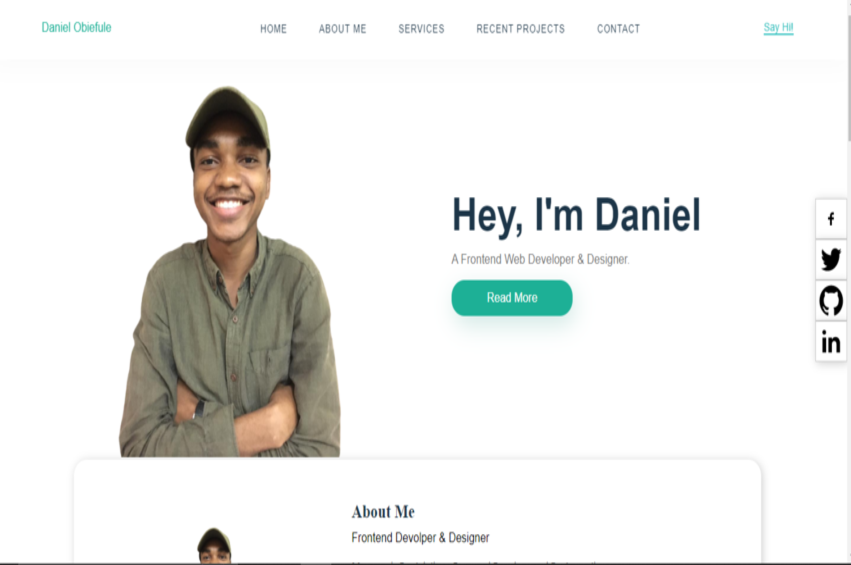 Daniel Obiefule
HOME ABOUT ME SERVICES RECENT PROJECTS CONTACT
Say Hi!
Hey, I'm Daniel
A Frontend Web Developer & Designer.
Read More
f
in
About Me
Frontend Devolper & Designer